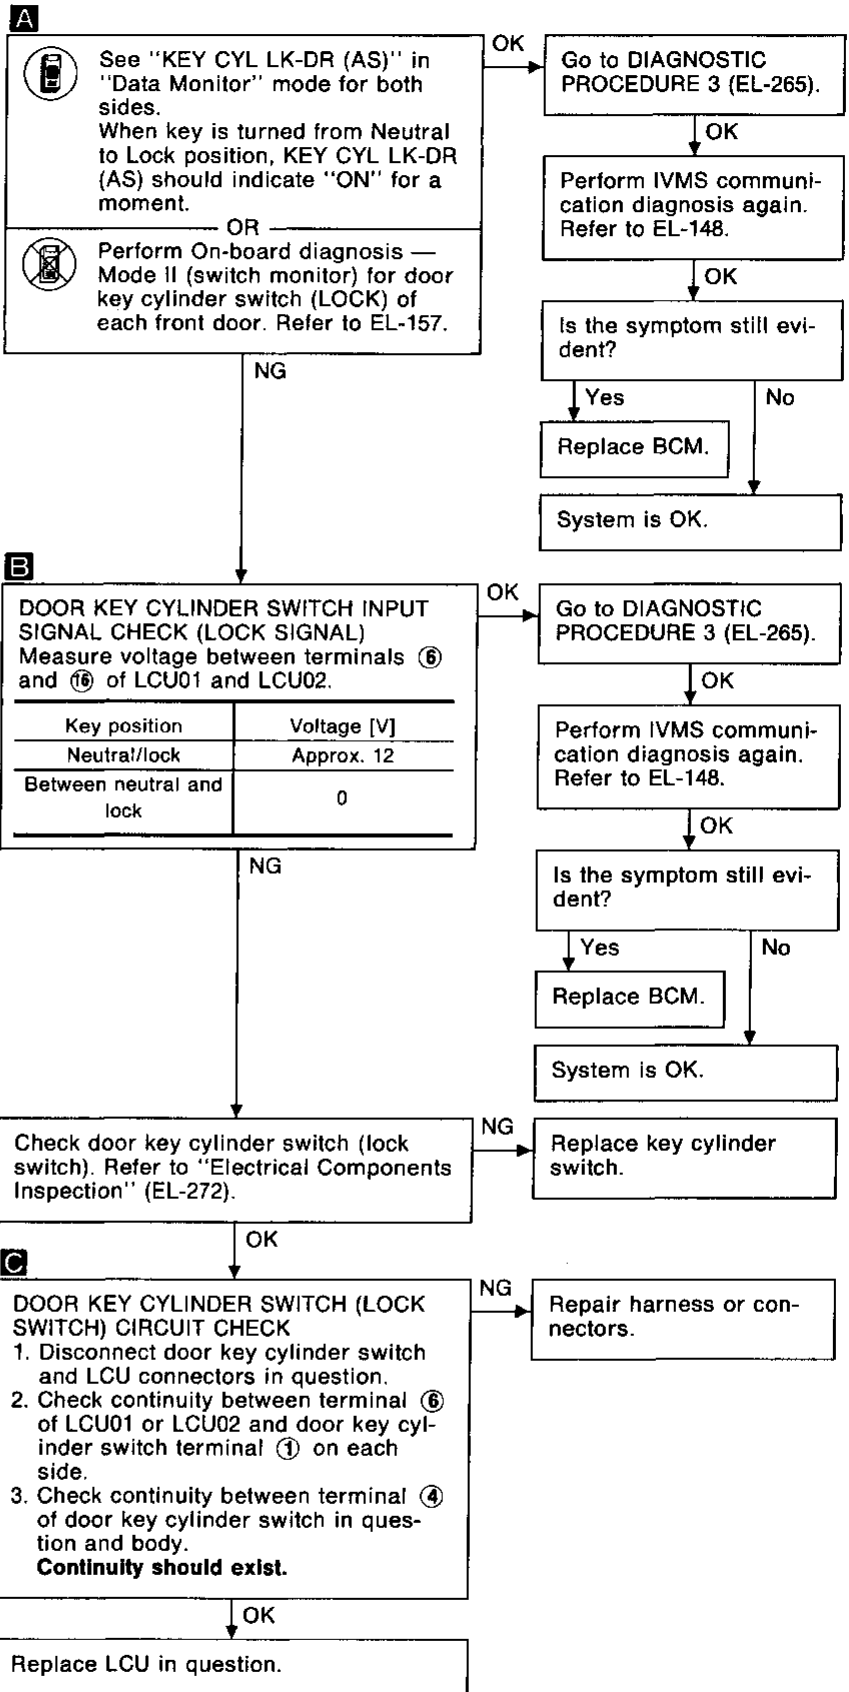 A
See "KEY CYL LK-DR (AS)" in
"Data Monitor" mode for both
sides.
When key is turned from Neutral
to Lock position, KEY CYL LK-DR
(AS) should indicate "ON" for a
moment.
OR
Perform On-board diagnosis —
Mode II (switch monitor) for door
key cylinder switch (LOCK) of
each front door. Refer to EL-157.
OK
Go to DIAGNOSTIC
PROCEDURE 3 (EL-265).
OK
Perform IVMS communi-
cation diagnosis again.
Refer to EL-148.
OK
Is the symptom still evi-
dent?
Yes
No
Replace BCM.
System is OK.
NG
B
DOOR KEY CYLINDER SWITCH INPUT
SIGNAL CHECK (LOCK SIGNAL)
Measure voltage between terminals ⑥
and ⑯ of LCU01 and LCU02.
Key position Voltage [V]
Neutral/lock Approx. 12
Between neutral and
lock 0
OK
Go to DIAGNOSTIC
PROCEDURE 3 (EL-265).
OK
Perform IVMS communi-
cation diagnosis again.
Refer to EL-148.
OK
Is the symptom still evi-
dent?
Yes
No
Replace BCM.
System is OK.
NG
Check door key cylinder switch (lock
switch). Refer to "Electrical Components
Inspection" (EL-272).
NG
Replace key cylinder
switch.
OK
C
DOOR KEY CYLINDER SWITCH (LOCK
SWITCH) CIRCUIT CHECK
1. Disconnect door key cylinder switch
and LCU connectors in question.
2. Check continuity between terminal ⑥
of LCU01 or LCU02 and door key cyl-
inder switch terminal ① on each
side.
3. Check continuity between terminal ④
of door key cylinder switch in ques-
tion and body.
Continuity should exist.
NG
Repair harness or con-
nectors.
OK
Replace LCU in question.